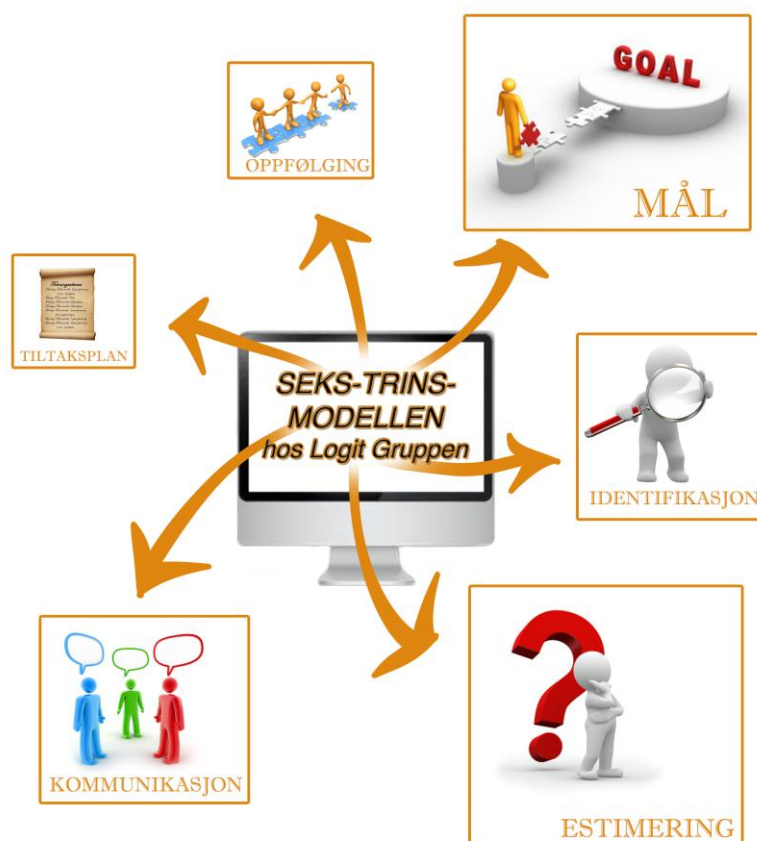 GOAL
MÅL
OPPFØLGING
TILTAKSPLAN
SEKS-TRINS-
MODELLEN
hos Logit Gruppen
IDENTIFIKASJON
KOMMUNIKASJON
ESTIMERING